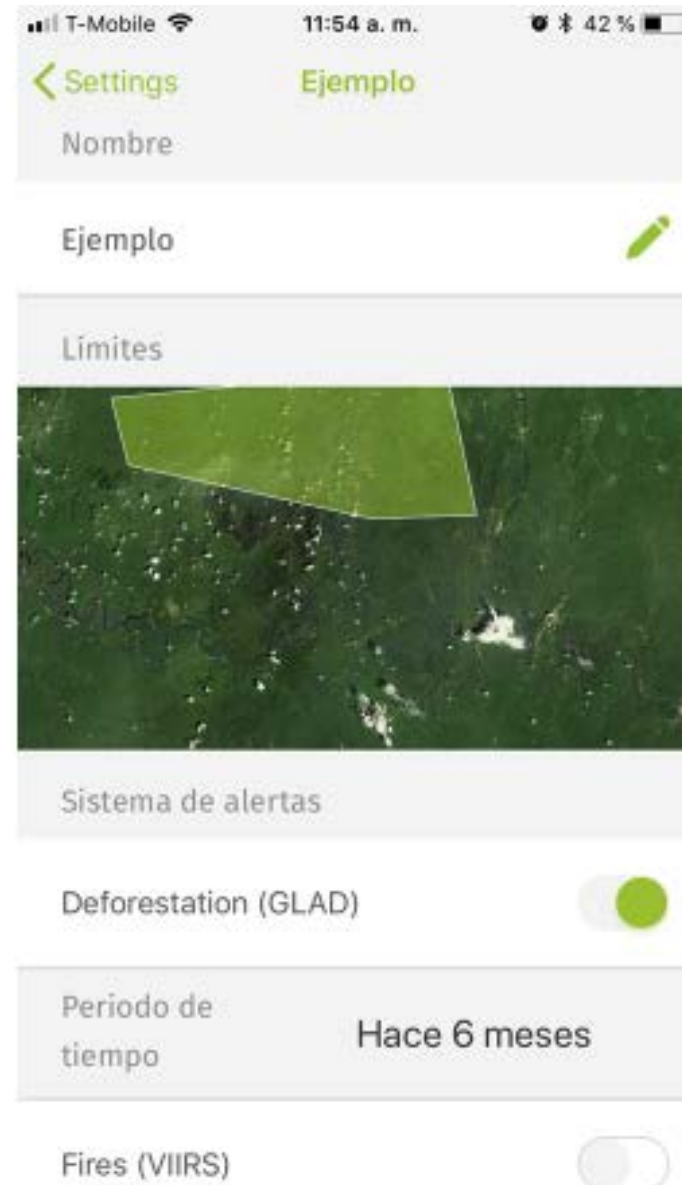 T-Mobile 11:54 a. m. 42 %
Settings Ejemplo
Nombre
Ejemplo
Límites
Sistema de alertas
Deforestation (GLAD)
Periodo de
tiempo
Hace 6 meses
Fires (VIIRS)